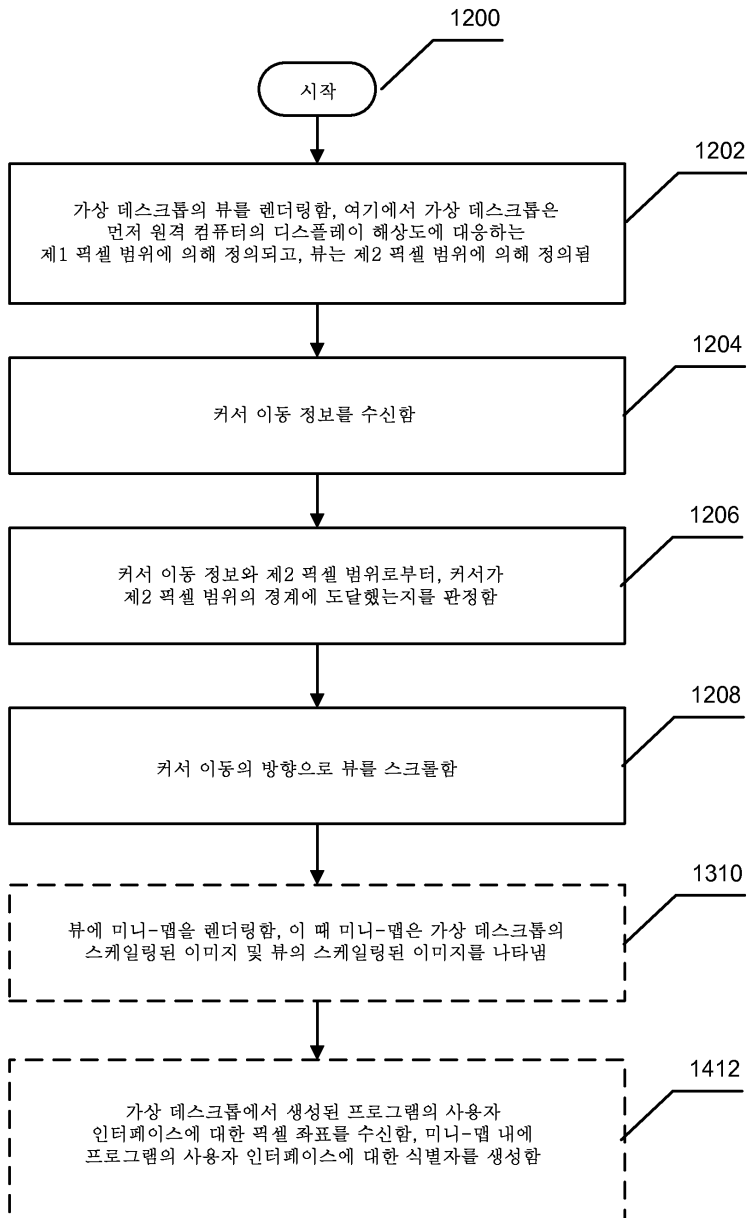 1200
시작
1202
가상 데스크톱의 뷰를 렌더링함, 여기에서 가상 데스크톱은
먼저 원격 컴퓨터의 디스플레이 해상도에 대응하는
제1 픽셀 범위에 의해 정의되고, 뷰는 제2 픽셀 범위에 의해 정의됨
1204
커서 이동 정보를 수신함
1206
커서 이동 정보와 제2 픽셀 범위로부터, 커서가
제2 픽셀 범위의 경계에 도달했는지를 판정함
1208
커서 이동의 방향으로 뷰를 스크롤함
1310
뷰에 미니-맵을 렌더링함, 이 때 미니-맵은 가상 데스크톱의
스케일링된 이미지 및 뷰의 스케일링된 이미지를 나타냄
1412
가상 데스크톱에서 생성된 프로그램의 사용자
인터페이스에 대한 픽셀 좌표를 수신함, 미니-맵 내에
프로그램의 사용자 인터페이스에 대한 식별자를 생성함